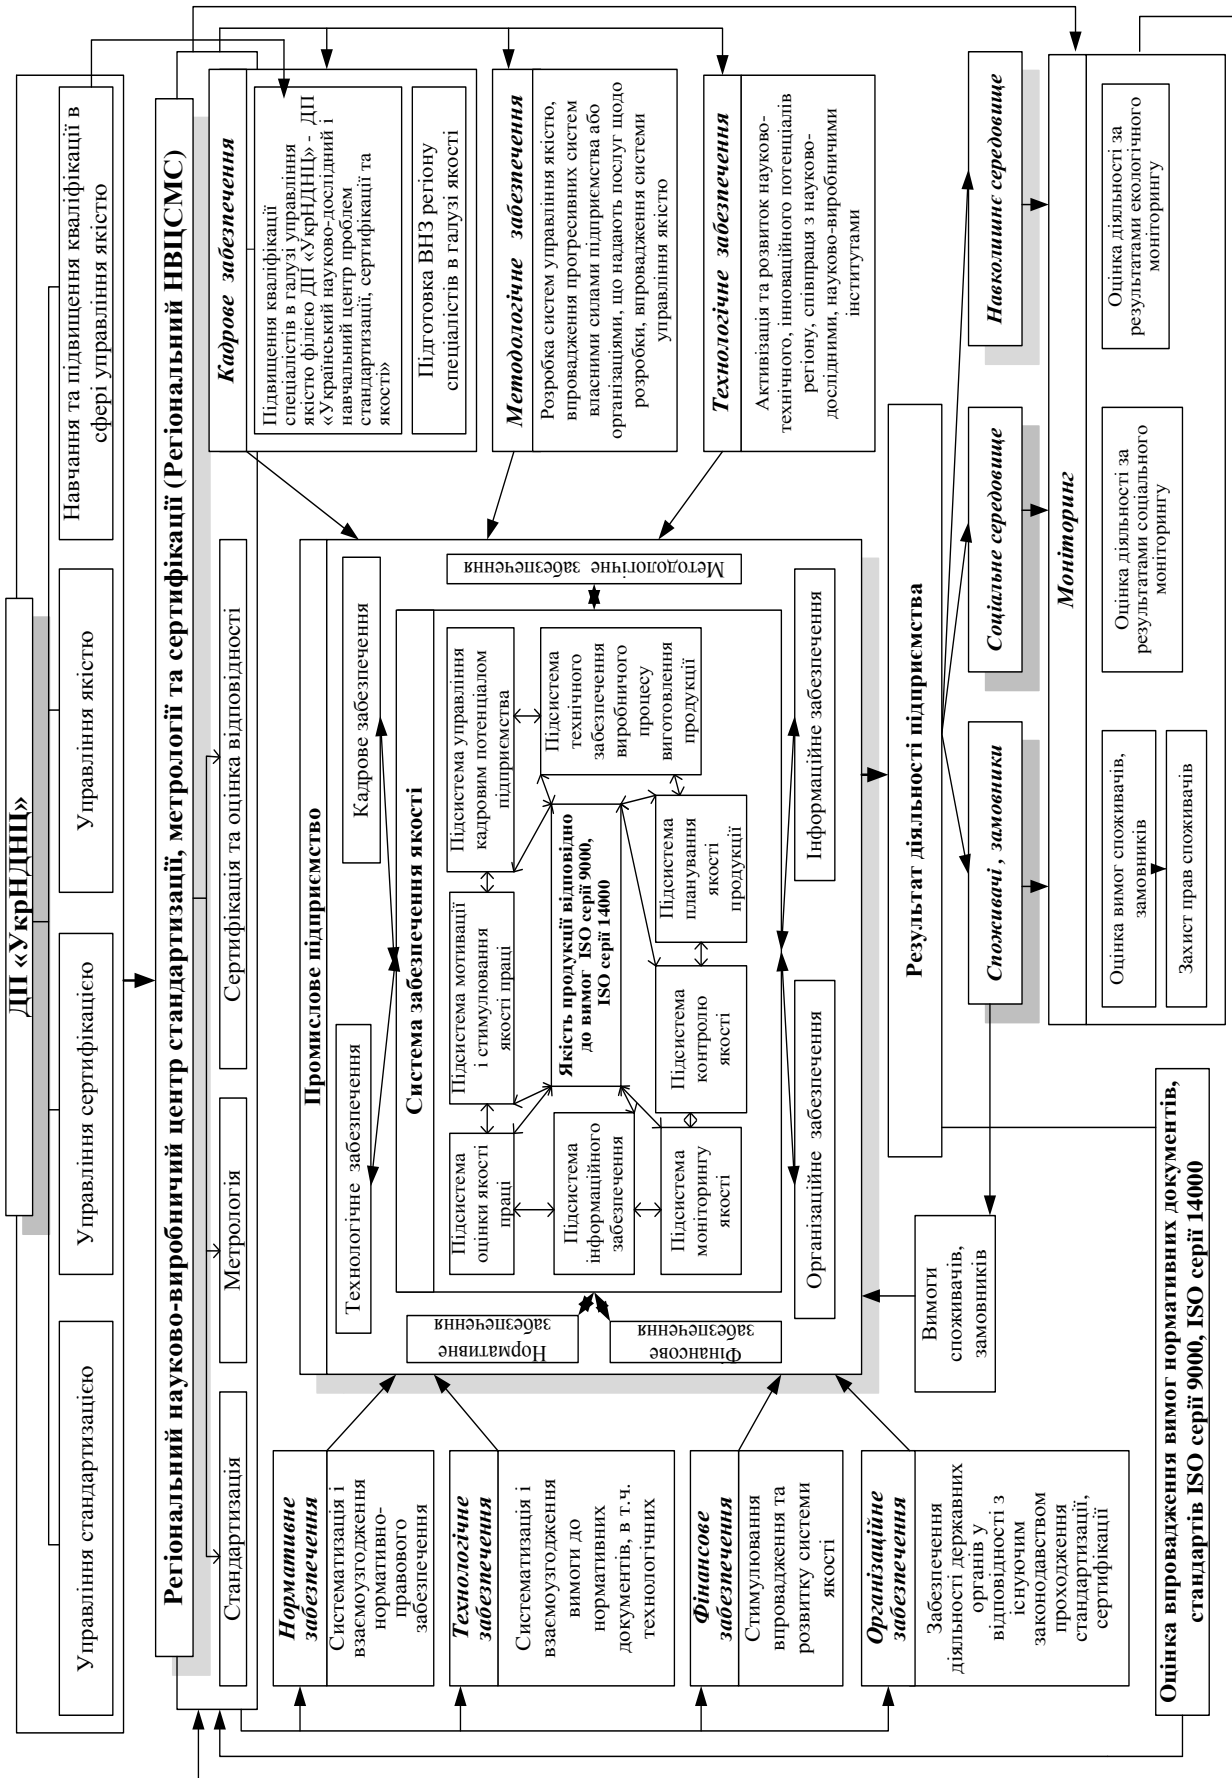 ДП «УкрНДНЦ»
Управління стандартизацією
Управління сертифікацією
Управління якістю
Навчання та підвищення кваліфікації в
сфері управління якістю
Регіональний науково-виробничий центр стандартизації, метрології та сертифікації (Регіональний НВЦСМС)
Стандартизація
Метрологія
Сертифікація та оцінка відповідності
Нормативне
забезпечення
Систематизація і
взаємоузгодження
нормативно-
правового
забезпечення
Технологічне
забезпечення
Систематизація і
взаємоузгодження
вимоги до
нормативних
документів, в т.ч.
технологічних
Фінансове
забезпечення
Стимулювання
впровадження та
розвитку системи
якості
Організаційне
забезпечення
Забезпечення
діяльності державних
органів у
відповідності з
існуючим
законодавством
проходження
стандартизації,
сертифікації
Промислове підприємство
Технологічне забезпечення
Кадрове забезпечення
Нормативне
забезпечення
Фінансове
забезпечення
Методологічне забезпечення
Система забезпечення якості
Підсистема
оцінки якості
праці
Підсистема мотивації
і стимулювання
якості праці
Підсистема управління
кадровим потенціалом
підприємства
Підсистема
інформаційного
забезпечення
Якість продукції відповідно
до вимог ISO серії 9000,
ISO серії 14000
Підсистема
технічного
забезпечення
виробничого
процесу
виготовлення
продукції
Підсистема
моніторингу
якості
Підсистема
контролю
якості
Підсистема
планування
якості
продукції
Організаційне забезпечення
Інформаційне забезпечення
Кадрове забезпечення
Підвищення кваліфікації
спеціалістів в галузі управління
якістю філією ДП «УкрНДНЦ» - ДП
«Український науково-дослідний і
навчальний центр проблем
стандартизації, сертифікації та
якості»
Підготовка ВНЗ регіону
спеціалістів в галузі якості
Методологічне забезпечення
Розробка систем управління якістю,
впровадження прогресивних систем
власними силами підприємства або
організаціями, що надають послуг щодо
розробки, впровадження системи
управління якістю
Технологічне забезпечення
Активізація та розвиток науково-
технічного, інноваційного потенціалів
регіону, співпраця з науково-
дослідними, науково-виробничими
інститутами
Вимоги
споживачів,
замовників
Результат діяльності підприємства
Споживачі , замовники
Соціальне середовище
Навколишнє середовище
Моніторинг
Оцінка вимог споживачів,
замовників
Захист прав споживачів
Оцінка діяльності за
результатами соціального
моніторингу
Оцінка діяльності за
результатами екологічного
моніторингу
Оцінка впровадження вимог нормативних документів,
стандартів ISO серії 9000, ISO серії 14000